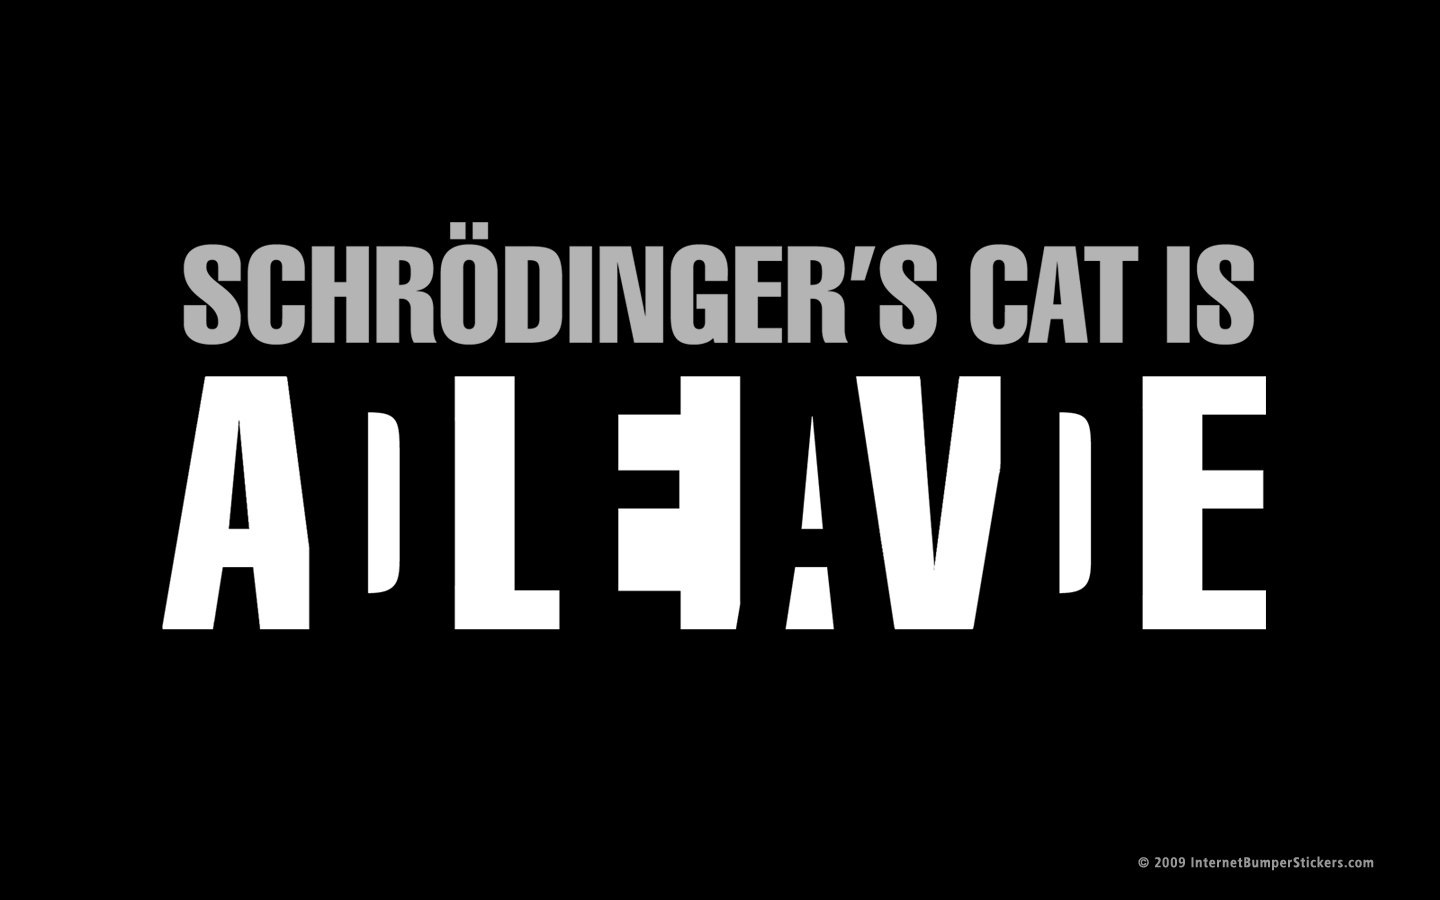 SCHRÖDINGER'S CAT IS
ADLEAVDE
© 2009 InternetBumperStickers.com